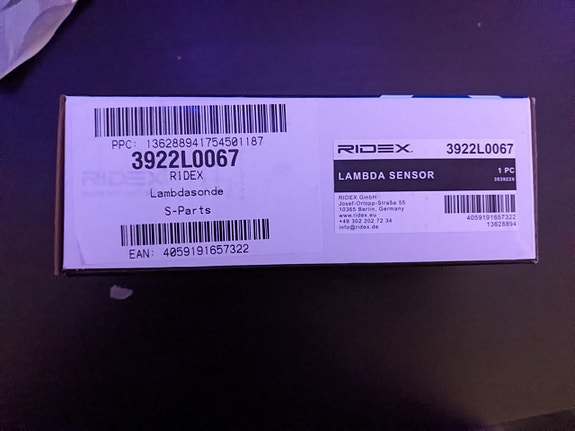 PPC: 136288941754501187
3922L0067
RIDEX
Lambdasonde
S-Parts
EAN: 4059191657322
RIDEX 3922L0067
LAMBDA SENSOR 1 PC
RIDEX GmbH
Josef-Orlopp-Straße 55
10365 Berlin, Germany
www.ridex.eu
+49 302 202 72 34
info@ridex.de
4059191657322
13628894